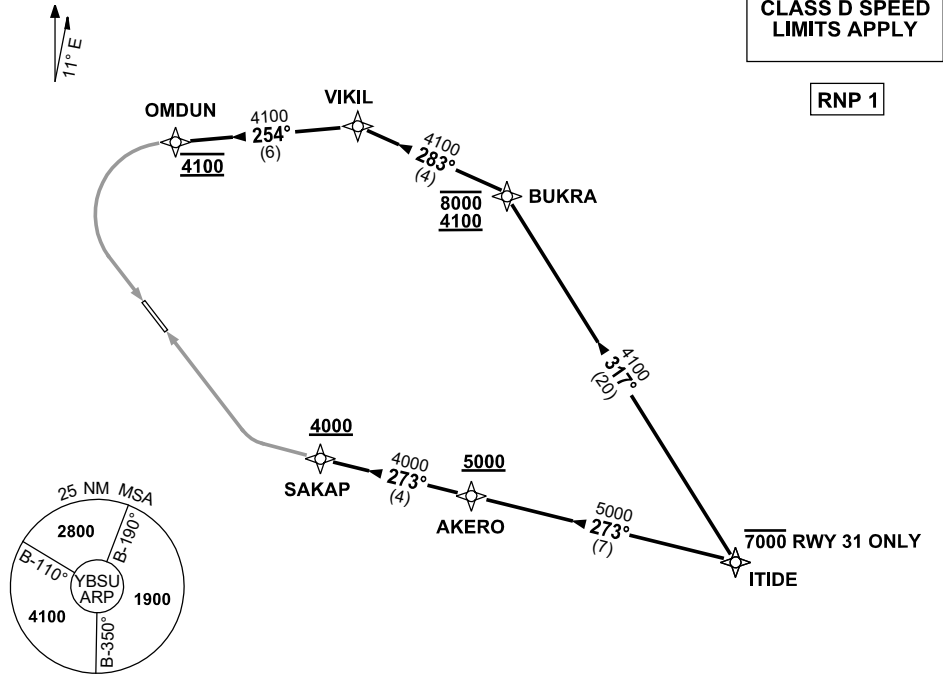 CLASS D SPEED
LIMITS APPLY
RNP 1
11° E
OMDUN
4100
4100
254°
(6)
VIKIL
4100
283°
(4)
8000
4100
BUKRA
4100
317°
(20)
4000
SAKAP
4000
273°
(4)
5000
AKERO
5000
273°
(7)
7000 RWY 31 ONLY
ITIDE
25 NM MSA
2800
B-190°
B-110°
YBSU
ARP
1900
4100
B-350°